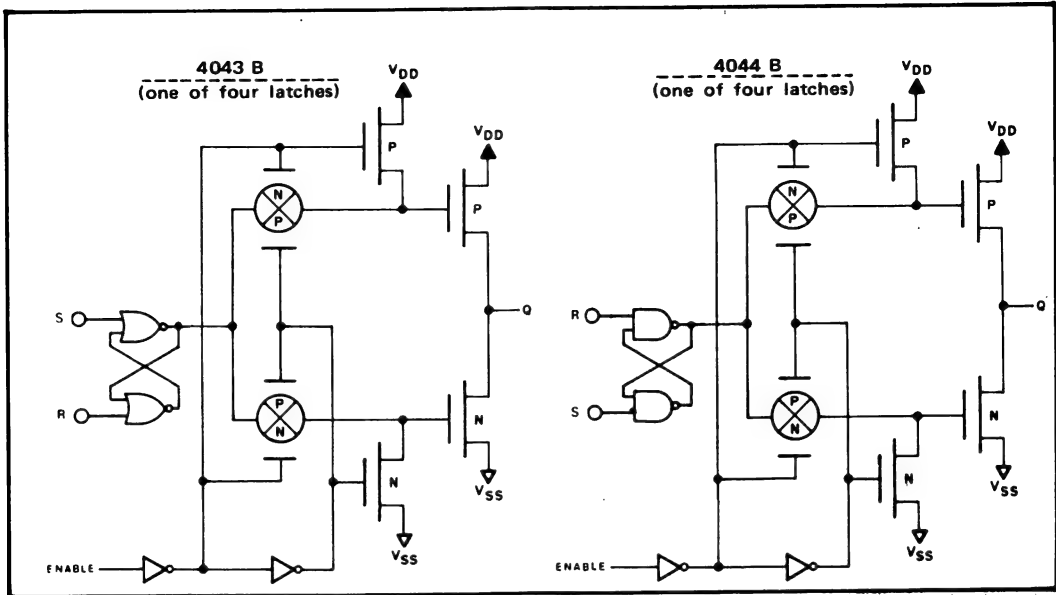 4043 B
(one of four latches)
VDD
P
VDD
P
N
P
S
R
Q
P
N
N
N
VSS
VSS
ENABLE
4044 B
(one of four latches)
VDD
P
VDD
P
N
P
R
S
Q
P
N
N
N
VSS
VSS
ENABLE